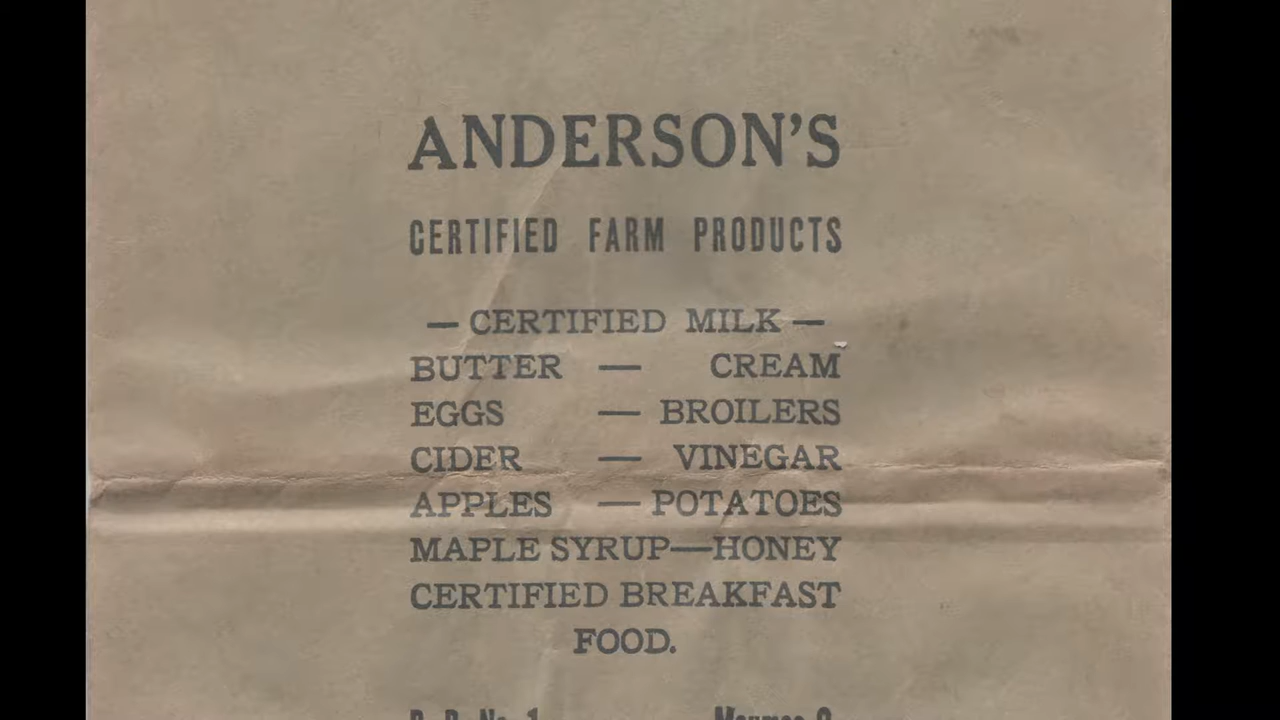 ANDERSON'S
CERTIFIED FARM PRODUCTS
— CERTIFIED MILK —
BUTTER — CREAM
EGGS — BROILERS
CIDER — VINEGAR
APPLES — POTATOES
MAPLE SYRUP—HONEY
CERTIFIED BREAKFAST
FOOD.